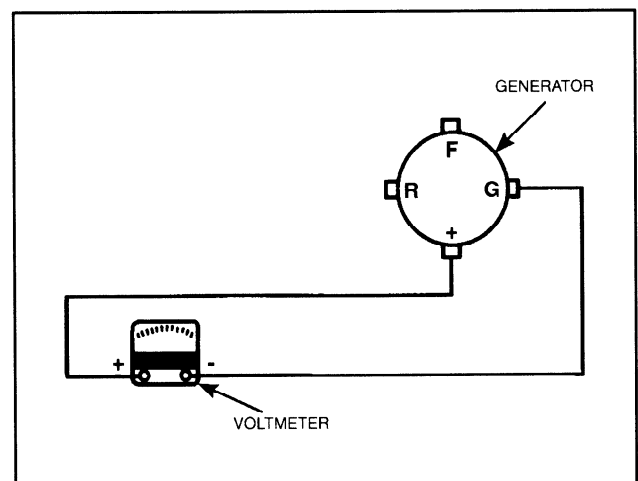 GENERATOR
F
R
G
+
+
-
VOLTMETER